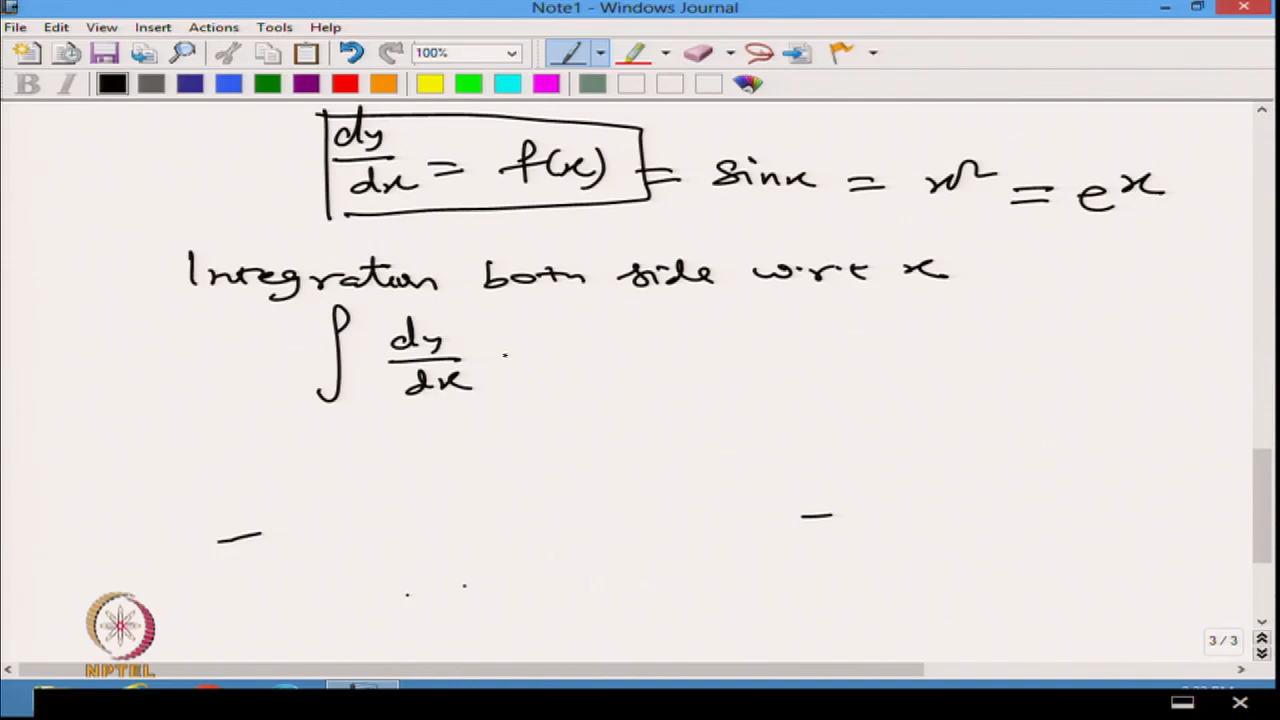 Note1 - Windows Journal
File Edit View Insert Actions Tools Help
100%
B I
dy/dx = f(x) = sinx = x² = e^x
Integration both side w.r.t x
∫ dy/dx
3 / 3
NPTEL